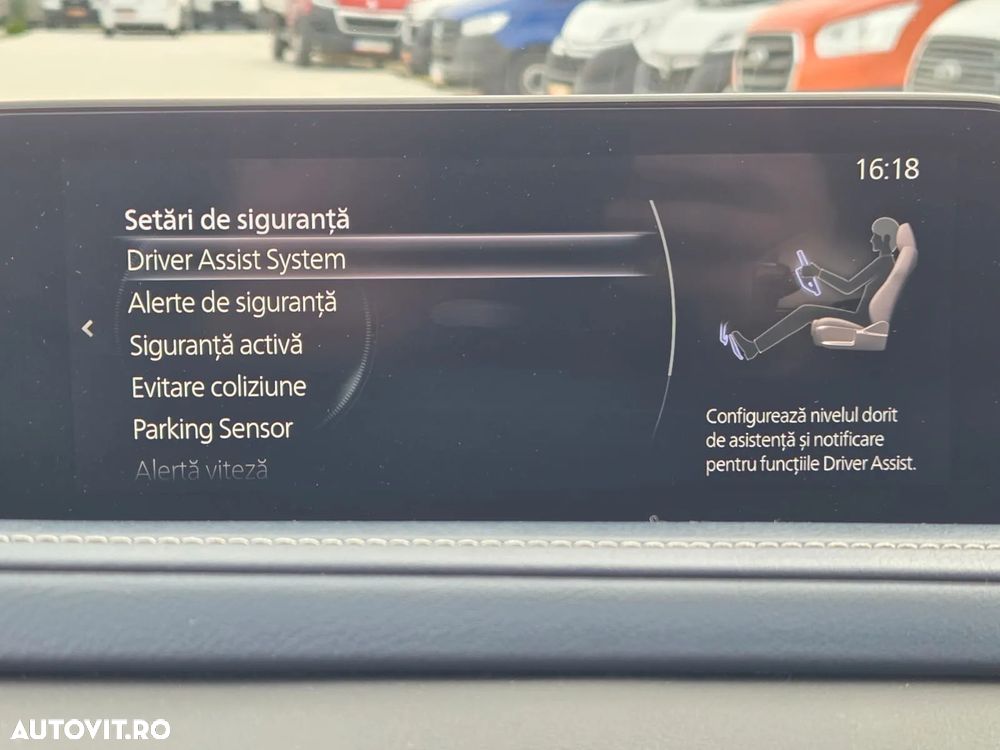 16:18
Setări de siguranță
Driver Assist System
Alerte de siguranță
Siguranță activă
Evitare coliziune
Parking Sensor
Alertă viteză
Configurează nivelul dorit
de asistență și notificare
pentru funcțiile Driver Assist.
AUTOVIT.RO